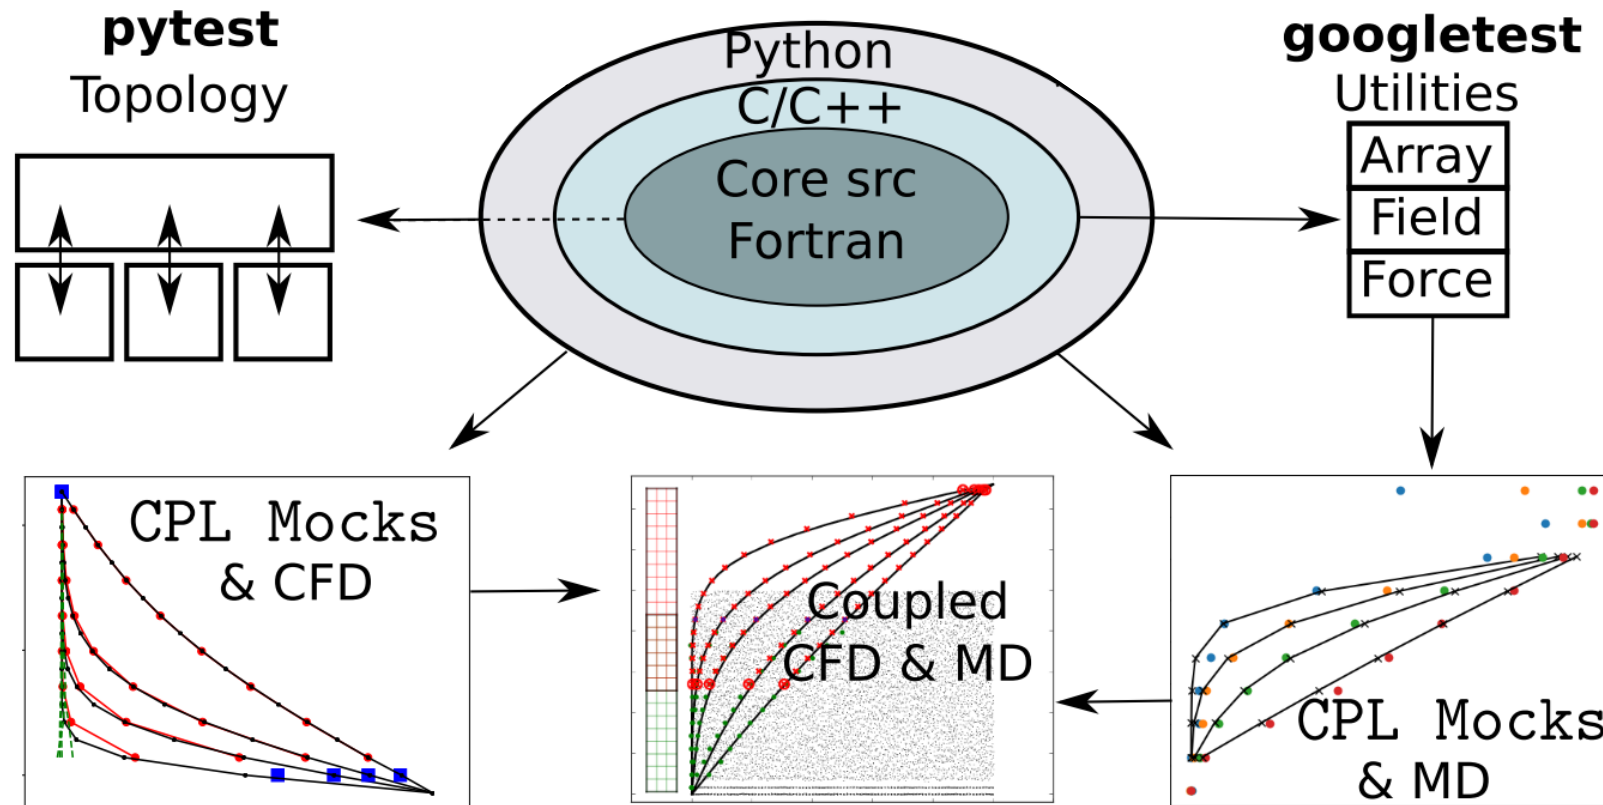 pytest
Topology
Python
C/C++
Core src
Fortran
googletest
Utilities
Array
Field
Force
CPL Mocks
& CFD
Coupled
CFD & MD
CPL Mocks
& MD